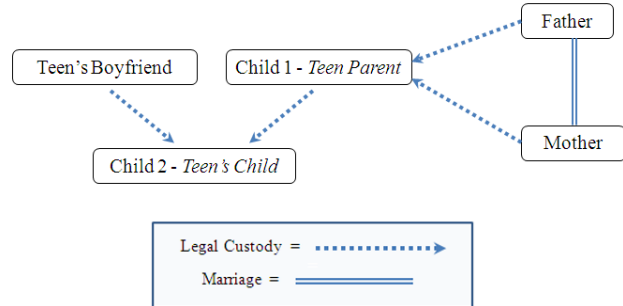 Father
Teen's Boyfriend
Child 1 - Teen Parent
Mother
Child 2 - Teen's Child
Legal Custody =
Marriage =